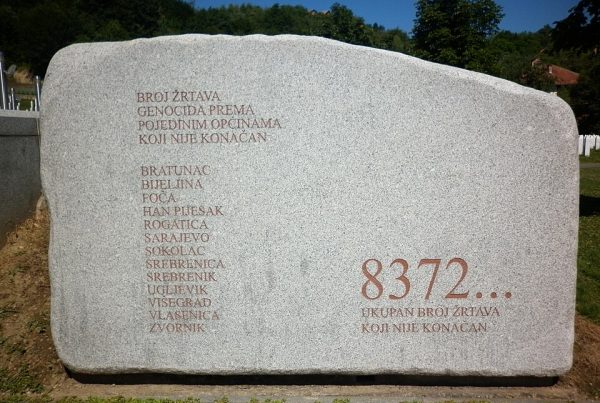 BROJ ŽRTAVA
GENOCIDA PREMA
POJEDINIM OPĆINAMA
KOJI NIJE KONAČAN
BRATUNAC
BIJELJINA
FOČA
HAN PIJESAK
ROGATICA
SARAJEVO
SOKOLAC
SREBRENICA
SREBRENIK
UGLJEVIK
VIŠEGRAD
VLASENICA
ZVORNIK
8372...
UKUPAN BROJ ŽRTAVA
KOJI NIJE KONAČAN